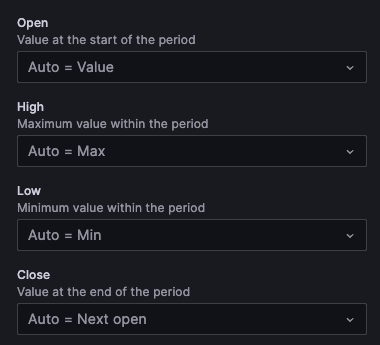 Open
Value at the start of the period
Auto = Value
High
Maximum value within the period
Auto = Max
Low
Minimum value within the period
Auto = Min
Close
Value at the end of the period
Auto = Next open